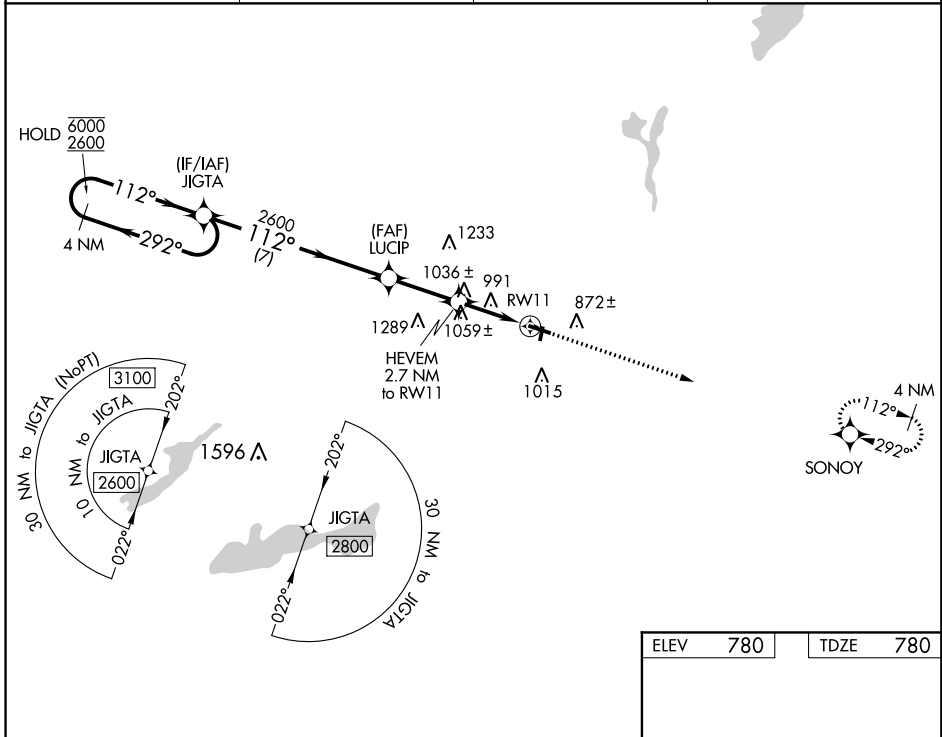 HOLD 6000
2600
4 NM
112°
292°
(IF/IAF)
JIGTA
2600
112°
(7)
(FAF)
LUCIP
1233
1036 ±
991
RW11
872±
1289
1059±
HEVEM
2.7 NM
to RW11
1015
4 NM
112°
292°
SONOY
30 NM to JIGTA (NoPT)
3100
202°
10 NM to JIGTA
JIGTA
2600
022°
1596
202°
JIGTA
2800
30 NM to JIGTA
022°
ELEV 780
TDZE 780